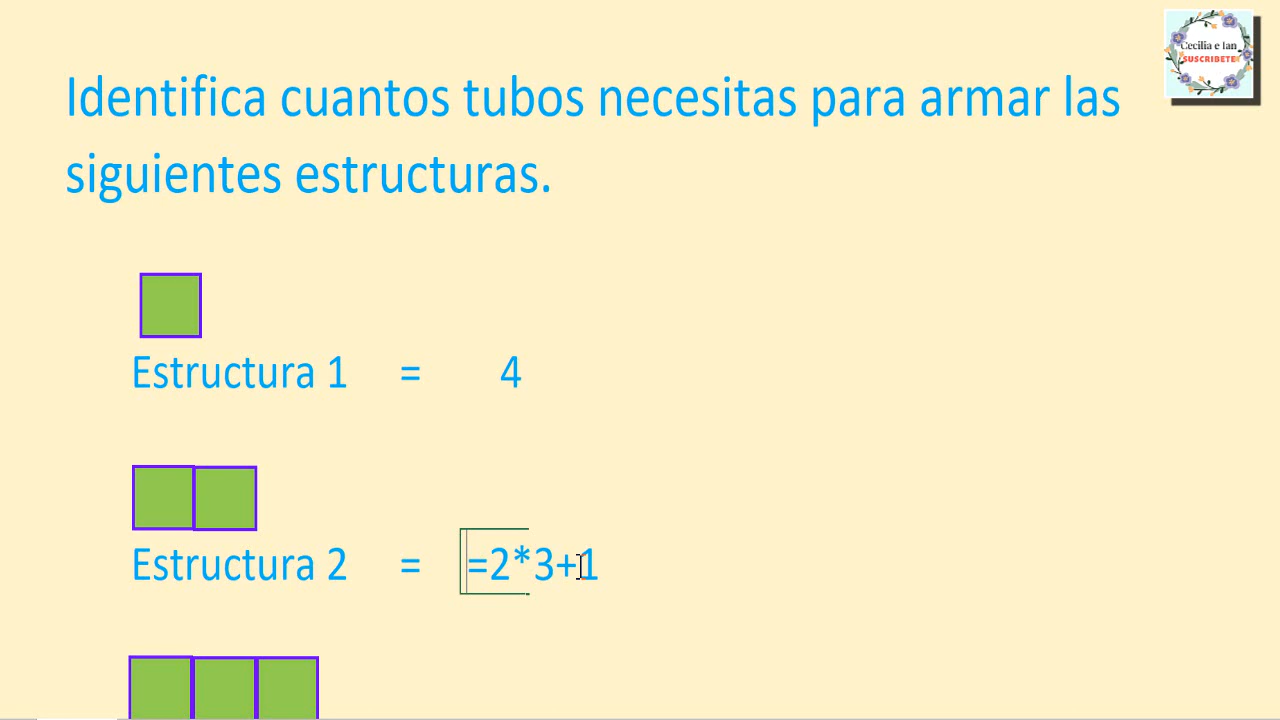 Cecilia e Ian
SUSCRIBETE
Identifica cuantos tubos necesitas para armar las
siguientes estructuras.
Estructura 1 = 4
Estructura 2 = =2*3+1